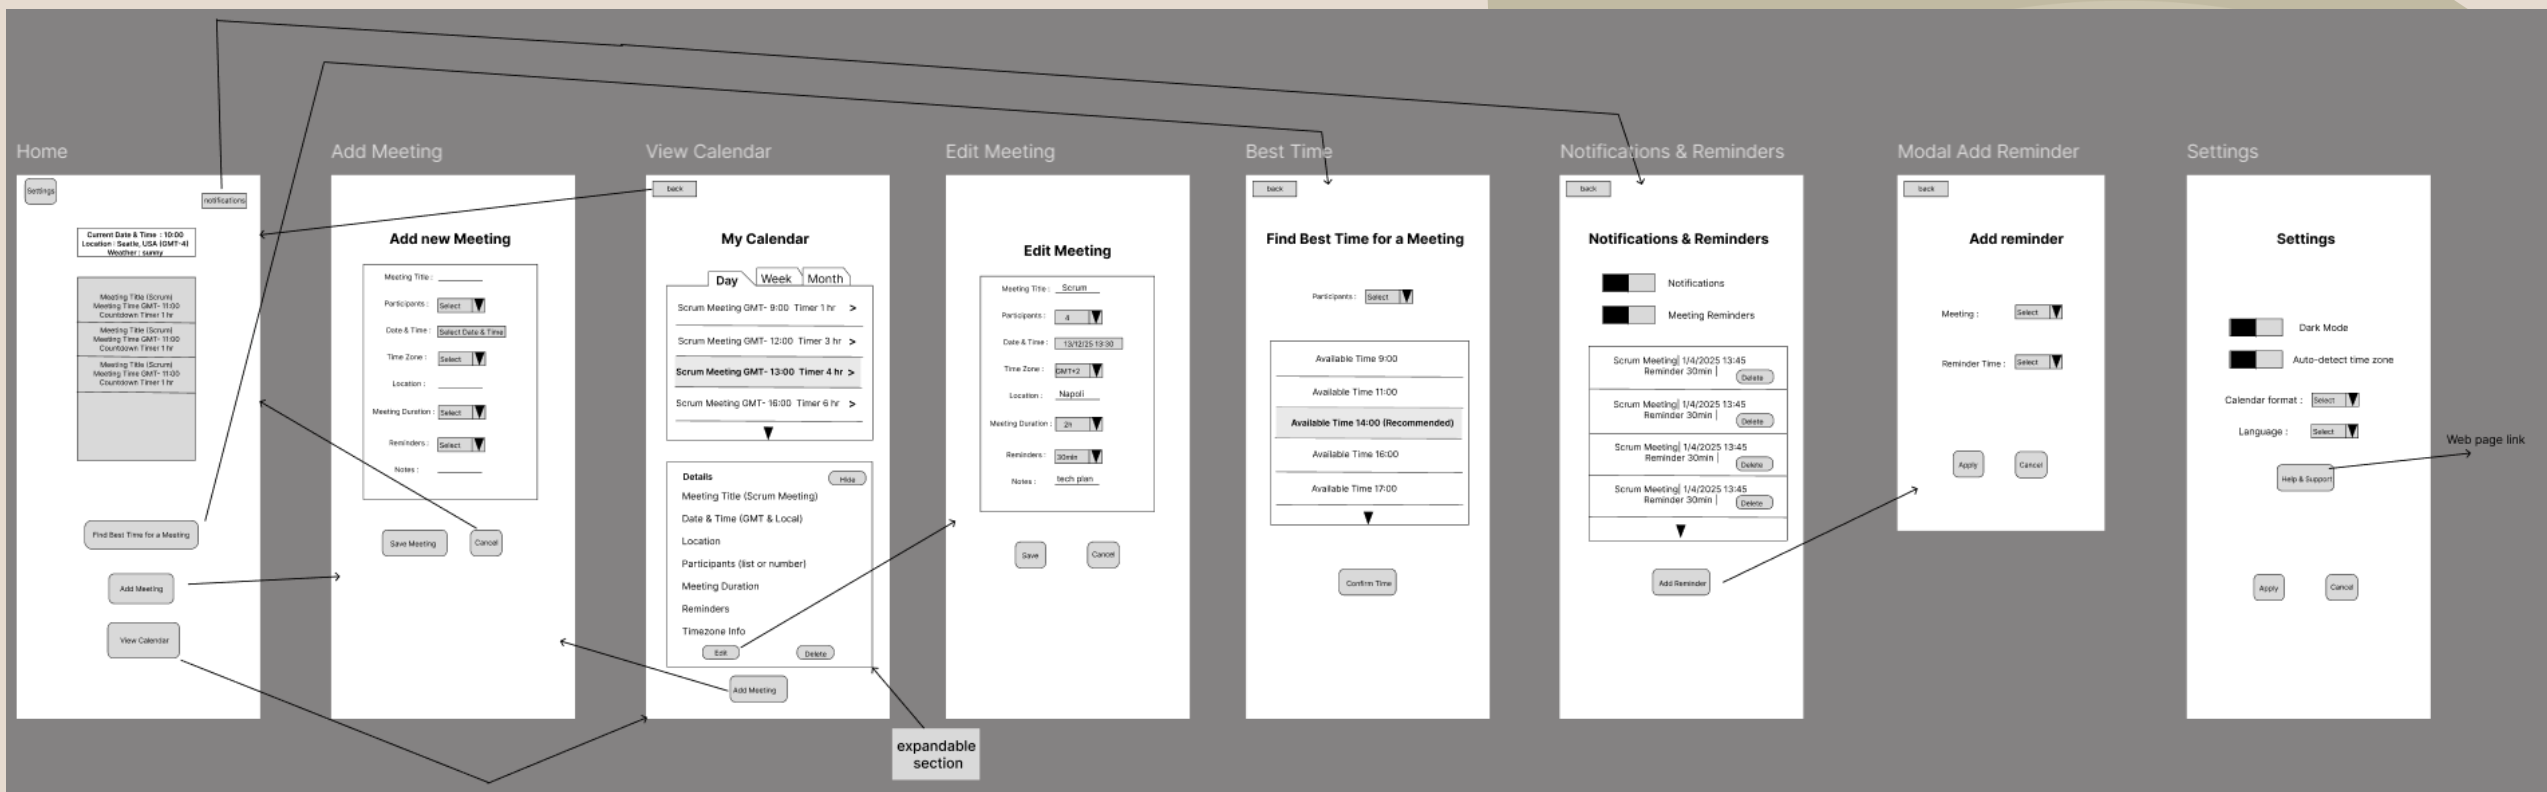 Home
Settings
notifications
Current Date & Time : 10:00
Location : Seatle, USA (GMT-4)
Weather : sunny
Meeting Title (Scrum)
Meeting Time GMT- 11:00
Countdown Timer 1 hr
Meeting Title (Scrum)
Meeting Time GMT- 11:00
Countdown Timer 1 hr
Meeting Title (Scrum)
Meeting Time GMT- 11:00
Countdown Timer 1 hr
Find Best Time for a Meeting
Add Meeting
View Calendar
Add Meeting
Add new Meeting
Meeting Title :
Participants : Select
Date & Time : Select Date & Time
Time Zone : Select
Location :
Meeting Duration : Select
Reminders : Select
Notes :
Save Meeting
Cancel
View Calendar
back
My Calendar
Day Week Month
Scrum Meeting GMT- 9:00 Timer 1 hr >
Scrum Meeting GMT- 12:00 Timer 3 hr >
Scrum Meeting GMT- 13:00 Timer 4 hr >
Scrum Meeting GMT- 16:00 Timer 6 hr >
Details
Hide
Meeting Title (Scrum Meeting)
Date & Time (GMT & Local)
Location
Participants (list or number)
Meeting Duration
Reminders
Timezone Info
Edit
Delete
Add Meeting
expandable
section
Edit Meeting
Edit Meeting
Meeting Title : Scrum
Participants : 4
Date & Time : 13/12/25 13:30
Time Zone : GMT+2
Location : Napoli
Meeting Duration : 2h
Reminders : 30min
Notes : tech plan
Save
Cancel
Best Time
back
Find Best Time for a Meeting
Participants : Select
Available Time 9:00
Available Time 11:00
Available Time 14:00 (Recommended)
Available Time 16:00
Available Time 17:00
Confirm Time
Notifications & Reminders
back
Notifications & Reminders
Notifications
Meeting Reminders
Scrum Meeting| 1/4/2025 13:45
Reminder 30min |
Delete
Scrum Meeting| 1/4/2025 13:45
Reminder 30min |
Delete
Scrum Meeting| 1/4/2025 13:45
Reminder 30min |
Delete
Scrum Meeting| 1/4/2025 13:45
Reminder 30min |
Delete
Add Reminder
Modal Add Reminder
back
Add reminder
Meeting : Select
Reminder Time : Select
Apply
Cancel
Settings
Settings
Dark Mode
Auto-detect time zone
Calendar format : Select
Language : Select
Help & Support
Web page link
Apply
Cancel